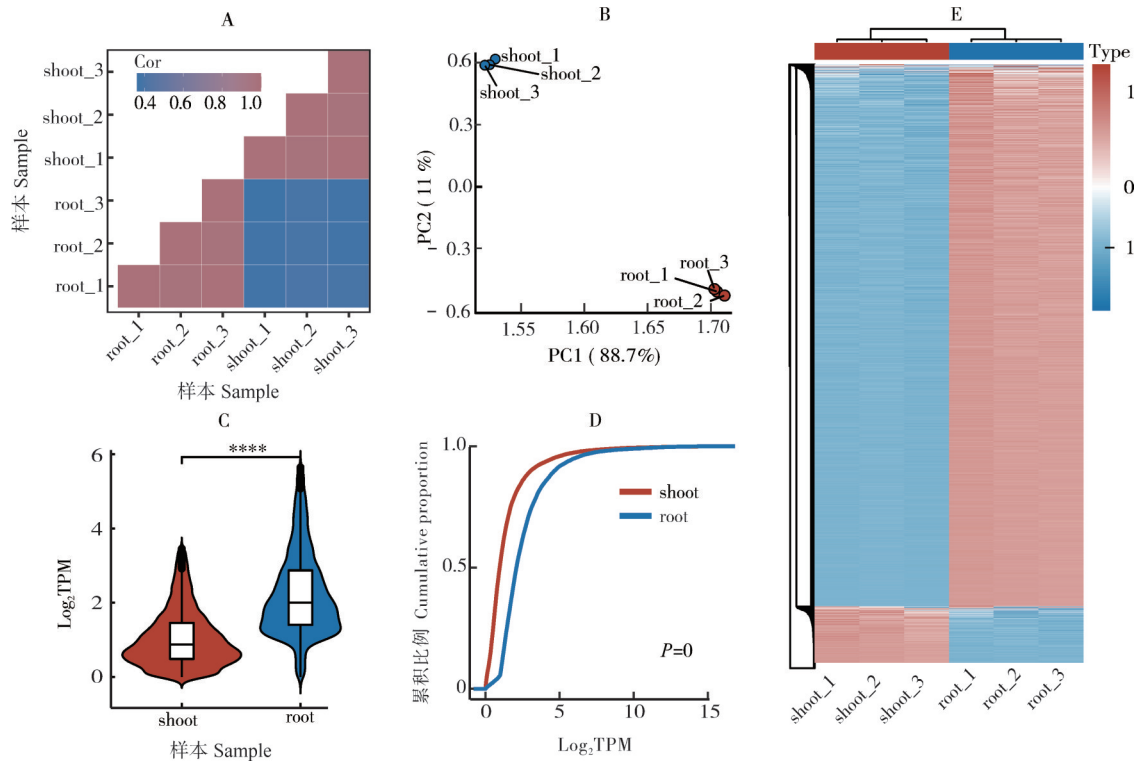 A
Cor
0.4 0.6 0.8 1.0
样本 Sample
shoot_3
shoot_2
shoot_1
root_3
root_2
root_1
root_1 root_2 root_3 shoot_1 shoot_2 shoot_3
样本 Sample
B
PC2 ( 11 %)
0.6
0.3
0.0
0.3
0.6
shoot_1
shoot_2
shoot_3
root_1
root_3
root_2
1.55 1.60 1.65 1.70
PC1 ( 88.7%)
C
Log₂TPM
6
4
2
0
****
shoot root
样本 Sample
D
累积比例 Cumulative proportion
1.0
0.5
0
shoot
root
P=0
0 5 10 15
Log₂TPM
E
Type
1
0
1
shoot_1 shoot_2 shoot_3 root_1 root_2 root_3